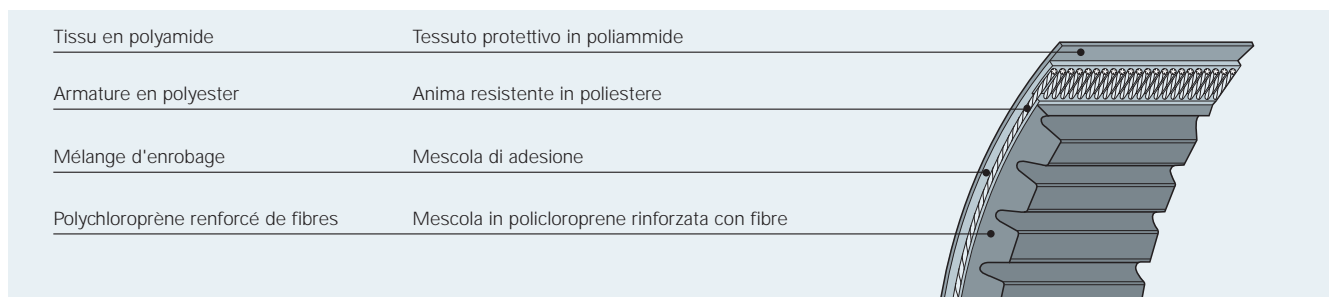 Tissu en polyamide Tessuto protettivo in poliammide
Armature en polyester Anima resistente in poliestere
Mélange d'enrobage Mescola di adesione
Polychloroprène renforcé de fibres Mescola in policloroprene rinforzata con fibre